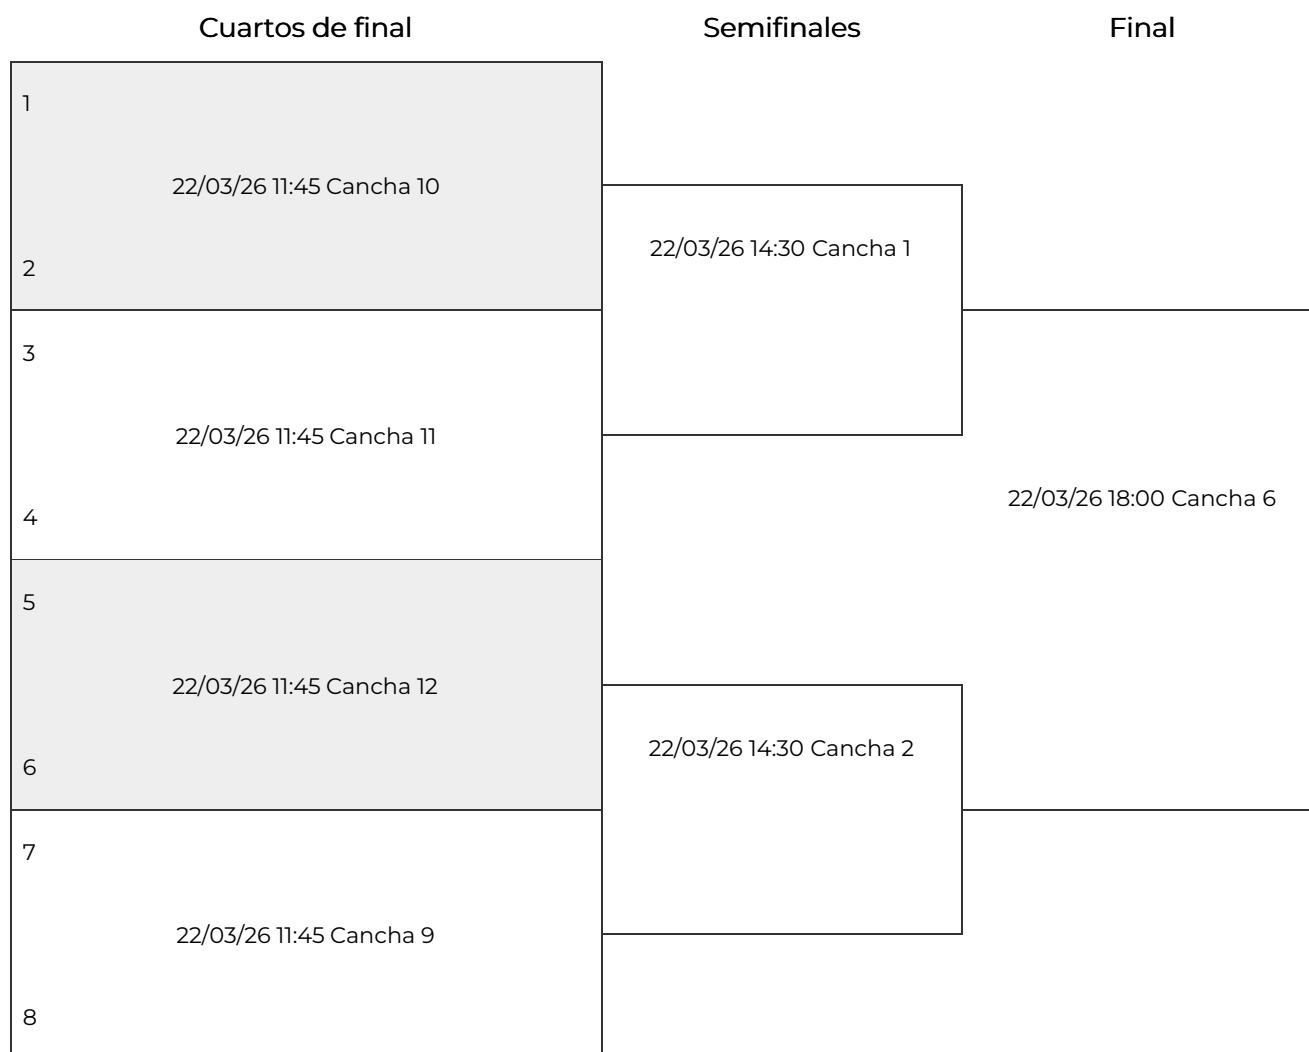 Cuartos de final
Semifinales
Final
1
22/03/26 11:45 Cancha 10
2
22/03/26 14:30 Cancha 1
3
22/03/26 11:45 Cancha 11
4
22/03/26 18:00 Cancha 6
5
22/03/26 11:45 Cancha 12
6
22/03/26 14:30 Cancha 2
7
22/03/26 11:45 Cancha 9
8